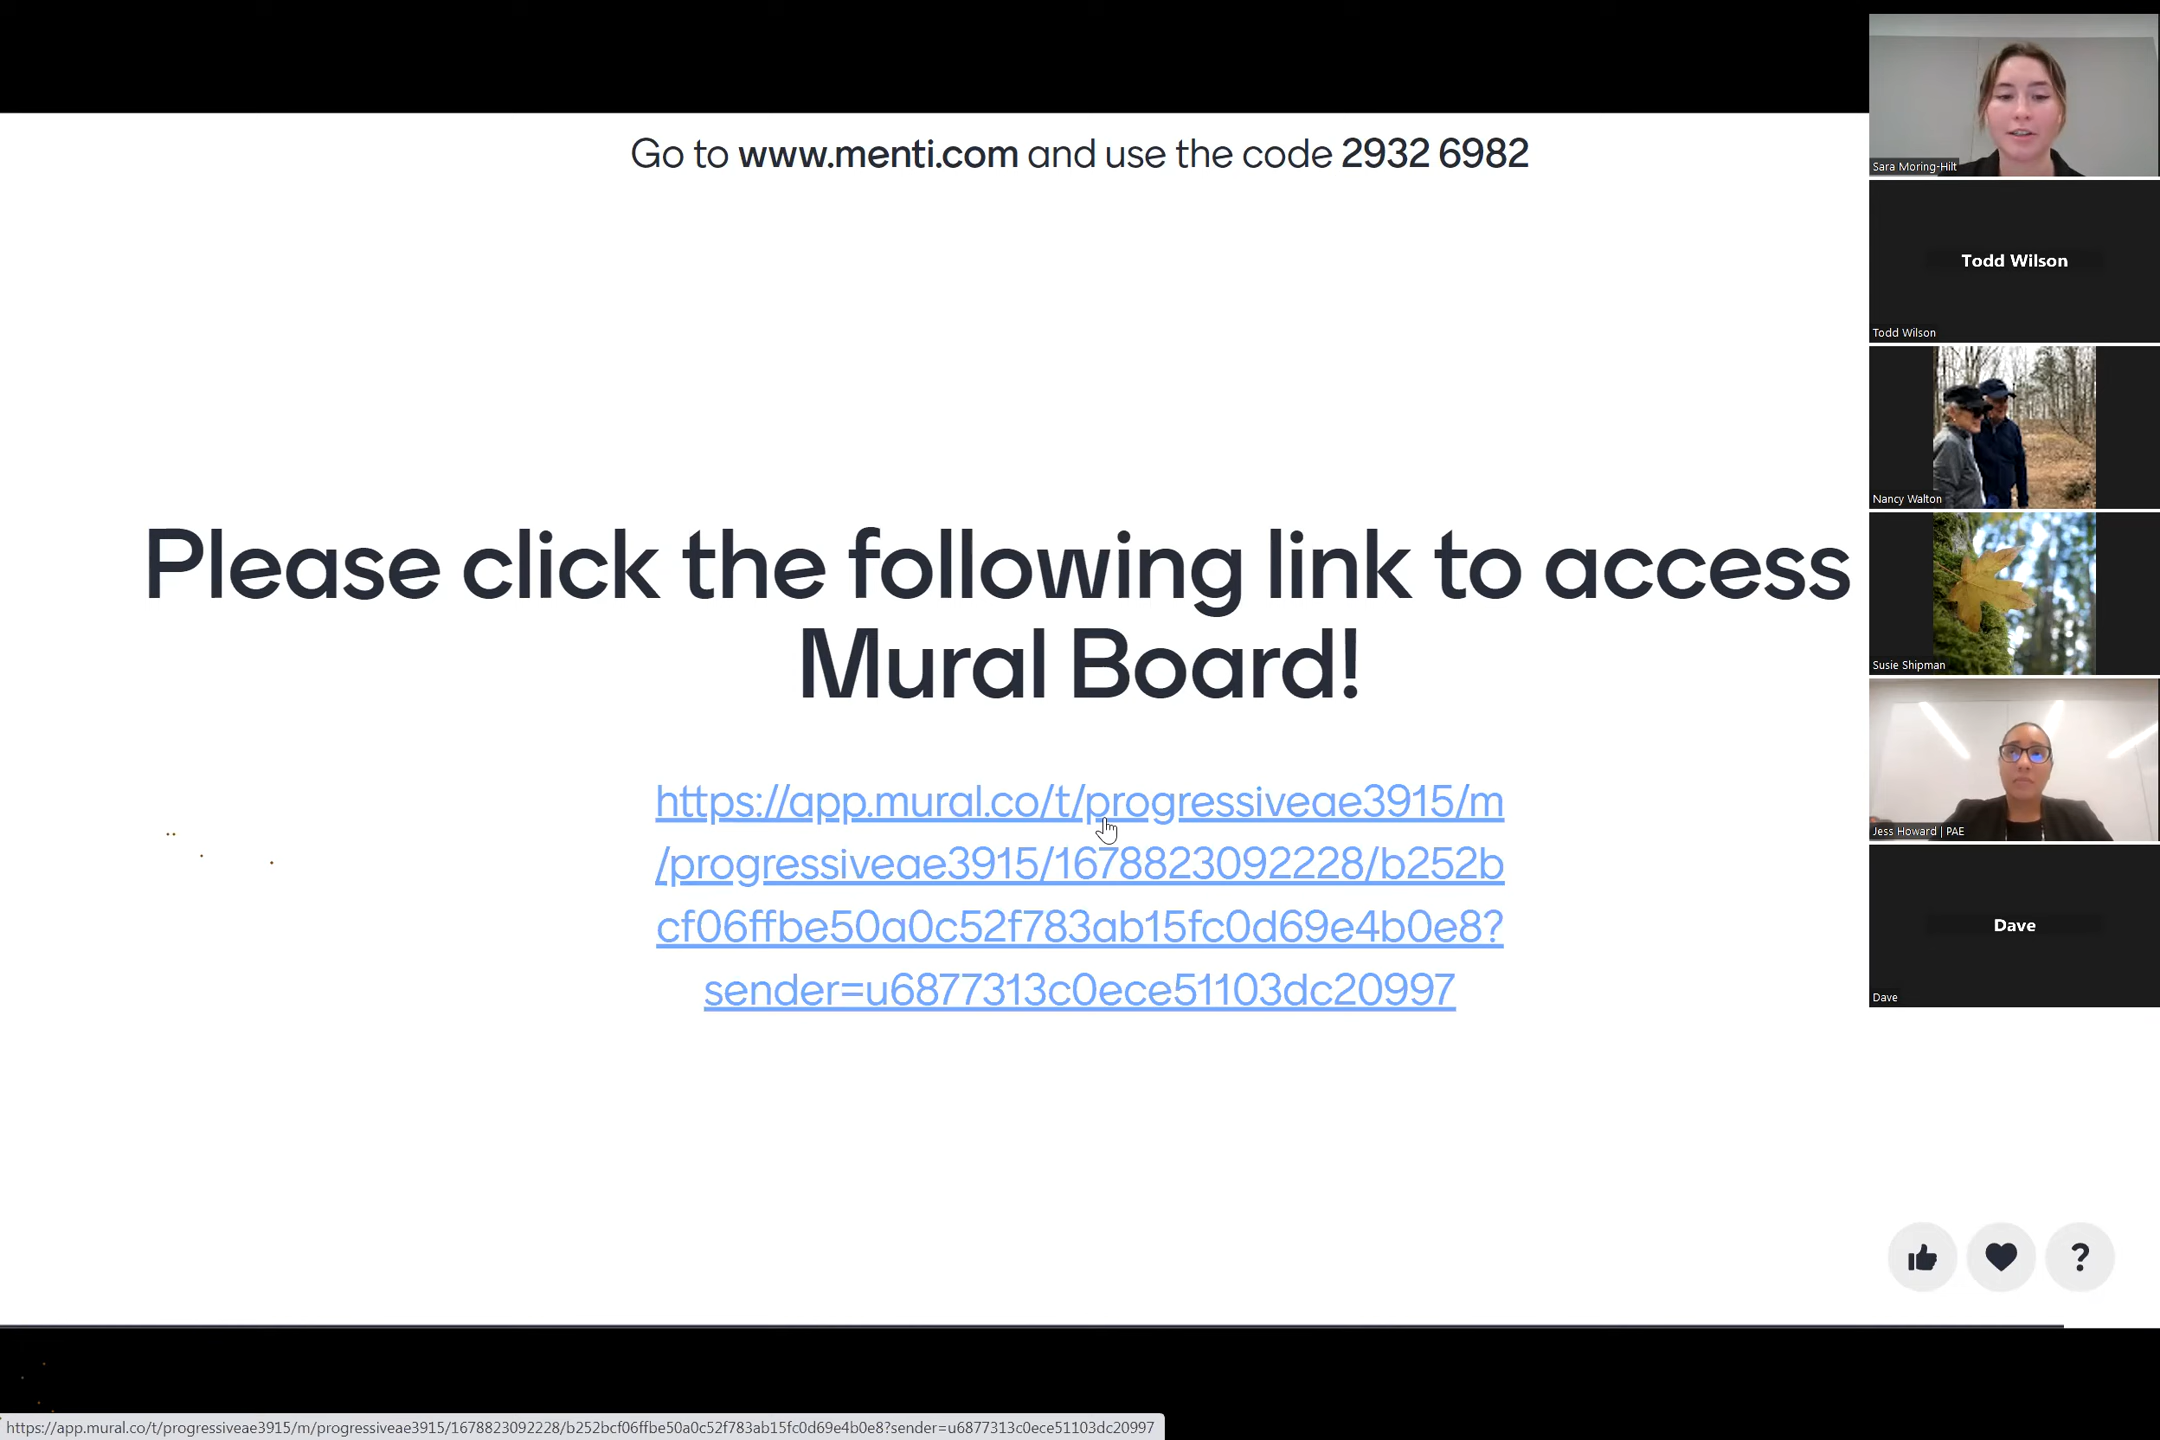 Go to www.menti.com and use the code 2932 6982
Please click the following link to access
Mural Board!
https://app.mural.co/t/progressiveae3915/m
/progressiveae3915/1678823092228/b252b
cf06ffbe50a0c52f783ab15fc0d69e4b0e8?
sender=u6877313c0ece51103dc20997
Sara Moring-Hilt
Todd Wilson
Todd Wilson
Nancy Walton
Susie Shipman
Jess Howard | PAE
Dave
Dave
?
https://app.mural.co/t/progressiveae3915/m/progressiveae3915/1678823092228/b252bcf06ffbe50a0c52f783ab15fc0d69e4b0e8?sender=u6877313c0ece51103dc20997